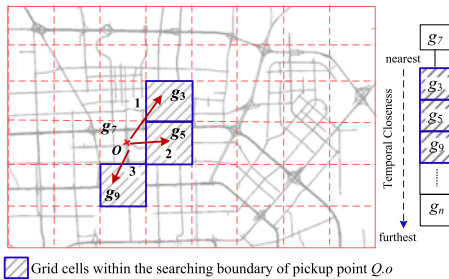 1
g3
g7
g5
o
2
3
g9
g7
nearest
g3
g5
g9
Temporal Closeness
gn
furthest
Grid cells within the searching boundary of pickup point Q.o